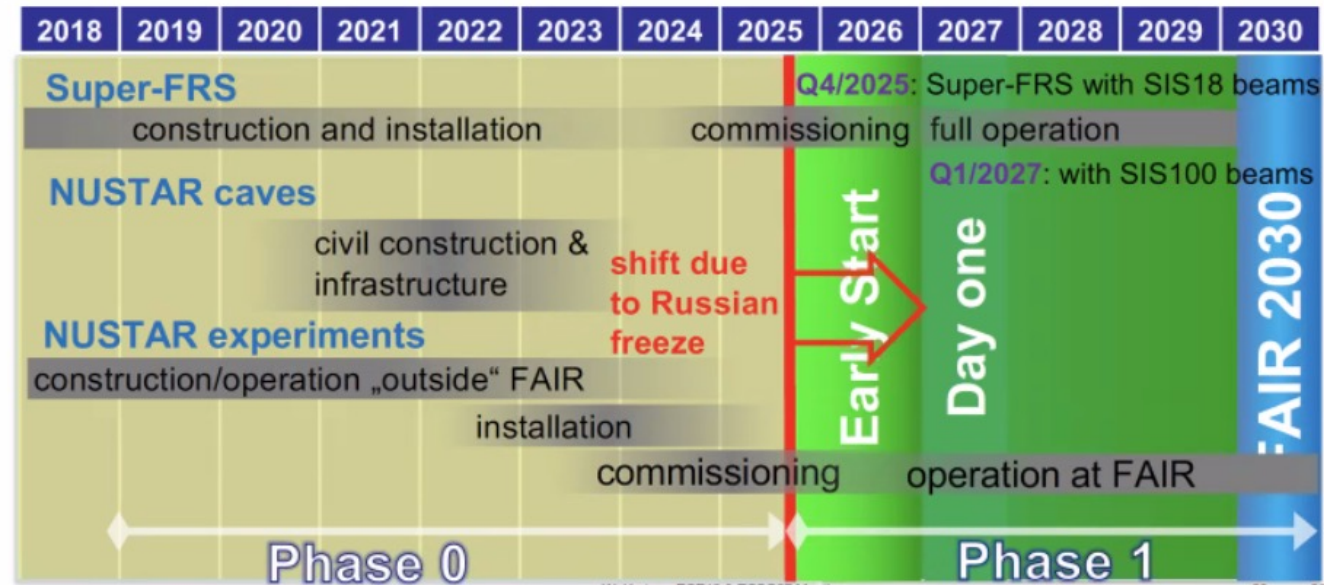 2018 2019 2020 2021 2022 2023 2024 2025 2026 2027 2028 2029 2030
Super-FRS
Q4/2025: Super-FRS with SIS18 beams
construction and installation
commissioning
full operation
Q1/2027: with SIS100 beams
NUSTAR caves
civil construction &
infrastructure
shift due
to Russian
freeze
Early Start
Day one
FAIR 2030
NUSTAR experiments
construction/operation „outside“ FAIR
installation
commissioning
operation at FAIR
Phase 0
Phase 1